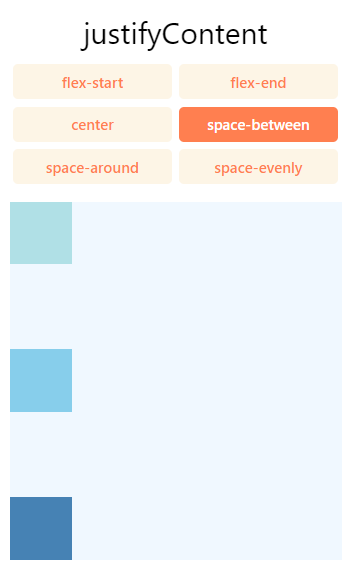 justifyContent
flex-start
flex-end
center
space-between
space-around
space-evenly